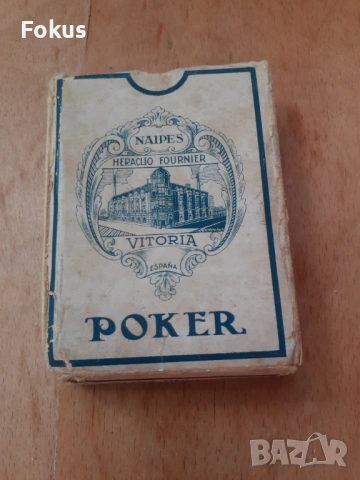 Fokus
NAIPES
HERACLIO FOURNIER
VITORIA
ESPAÑA
POKER
BAZAR